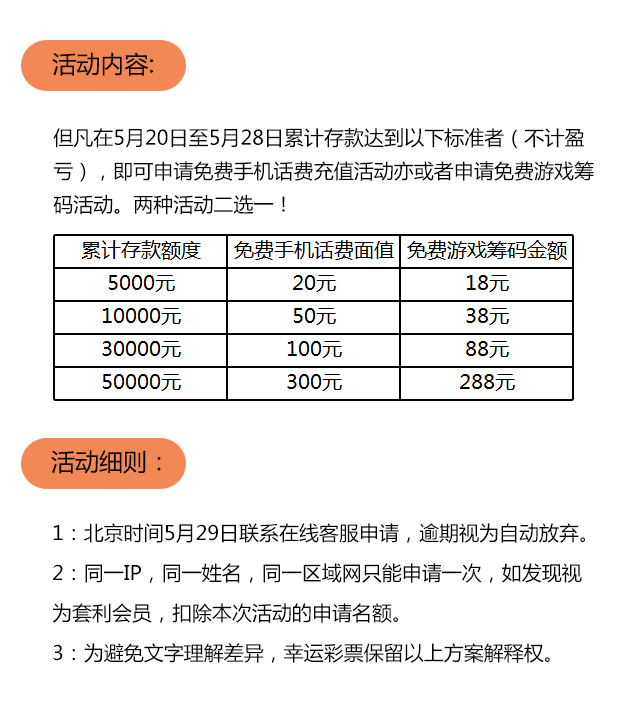 活动内容:
但凡在5月20日至5月28日累计存款达到以下标准者（不计盈
亏），即可申请免费手机话费充值活动亦或者申请免费游戏筹
码活动。两种活动二选一！
累计存款额度 免费手机话费面值 免费游戏筹码金额
5000元 20元 18元
10000元 50元 38元
30000元 100元 88元
50000元 300元 288元
活动细则：
1：北京时间5月29日联系在线客服申请，逾期视为自动放弃。
2：同一IP，同一姓名，同一区域网只能申请一次，如发现视
为套利会员，扣除本次活动的申请名额。
3：为避免文字理解差异，幸运彩票保留以上方案解释权。